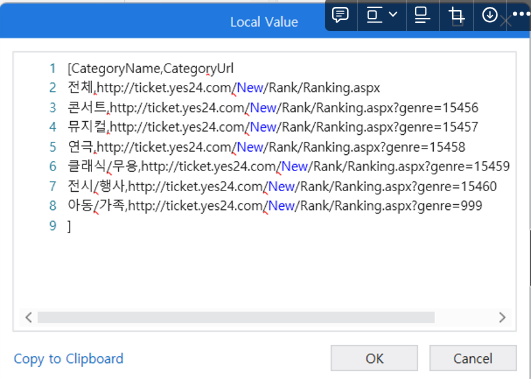 Local Value
1 [CategoryName,CategoryUrl
2 전체,http://ticket.yes24.com/New/Rank/Ranking.aspx
3 콘서트,http://ticket.yes24.com/New/Rank/Ranking.aspx?genre=15456
4 뮤지컬,http://ticket.yes24.com/New/Rank/Ranking.aspx?genre=15457
5 연극,http://ticket.yes24.com/New/Rank/Ranking.aspx?genre=15458
6 클래식/무용,http://ticket.yes24.com/New/Rank/Ranking.aspx?genre=15459
7 전시/행사,http://ticket.yes24.com/New/Rank/Ranking.aspx?genre=15460
8 아동/가족,http://ticket.yes24.com/New/Rank/Ranking.aspx?genre=999
9 ]
Copy to Clipboard
OK
Cancel